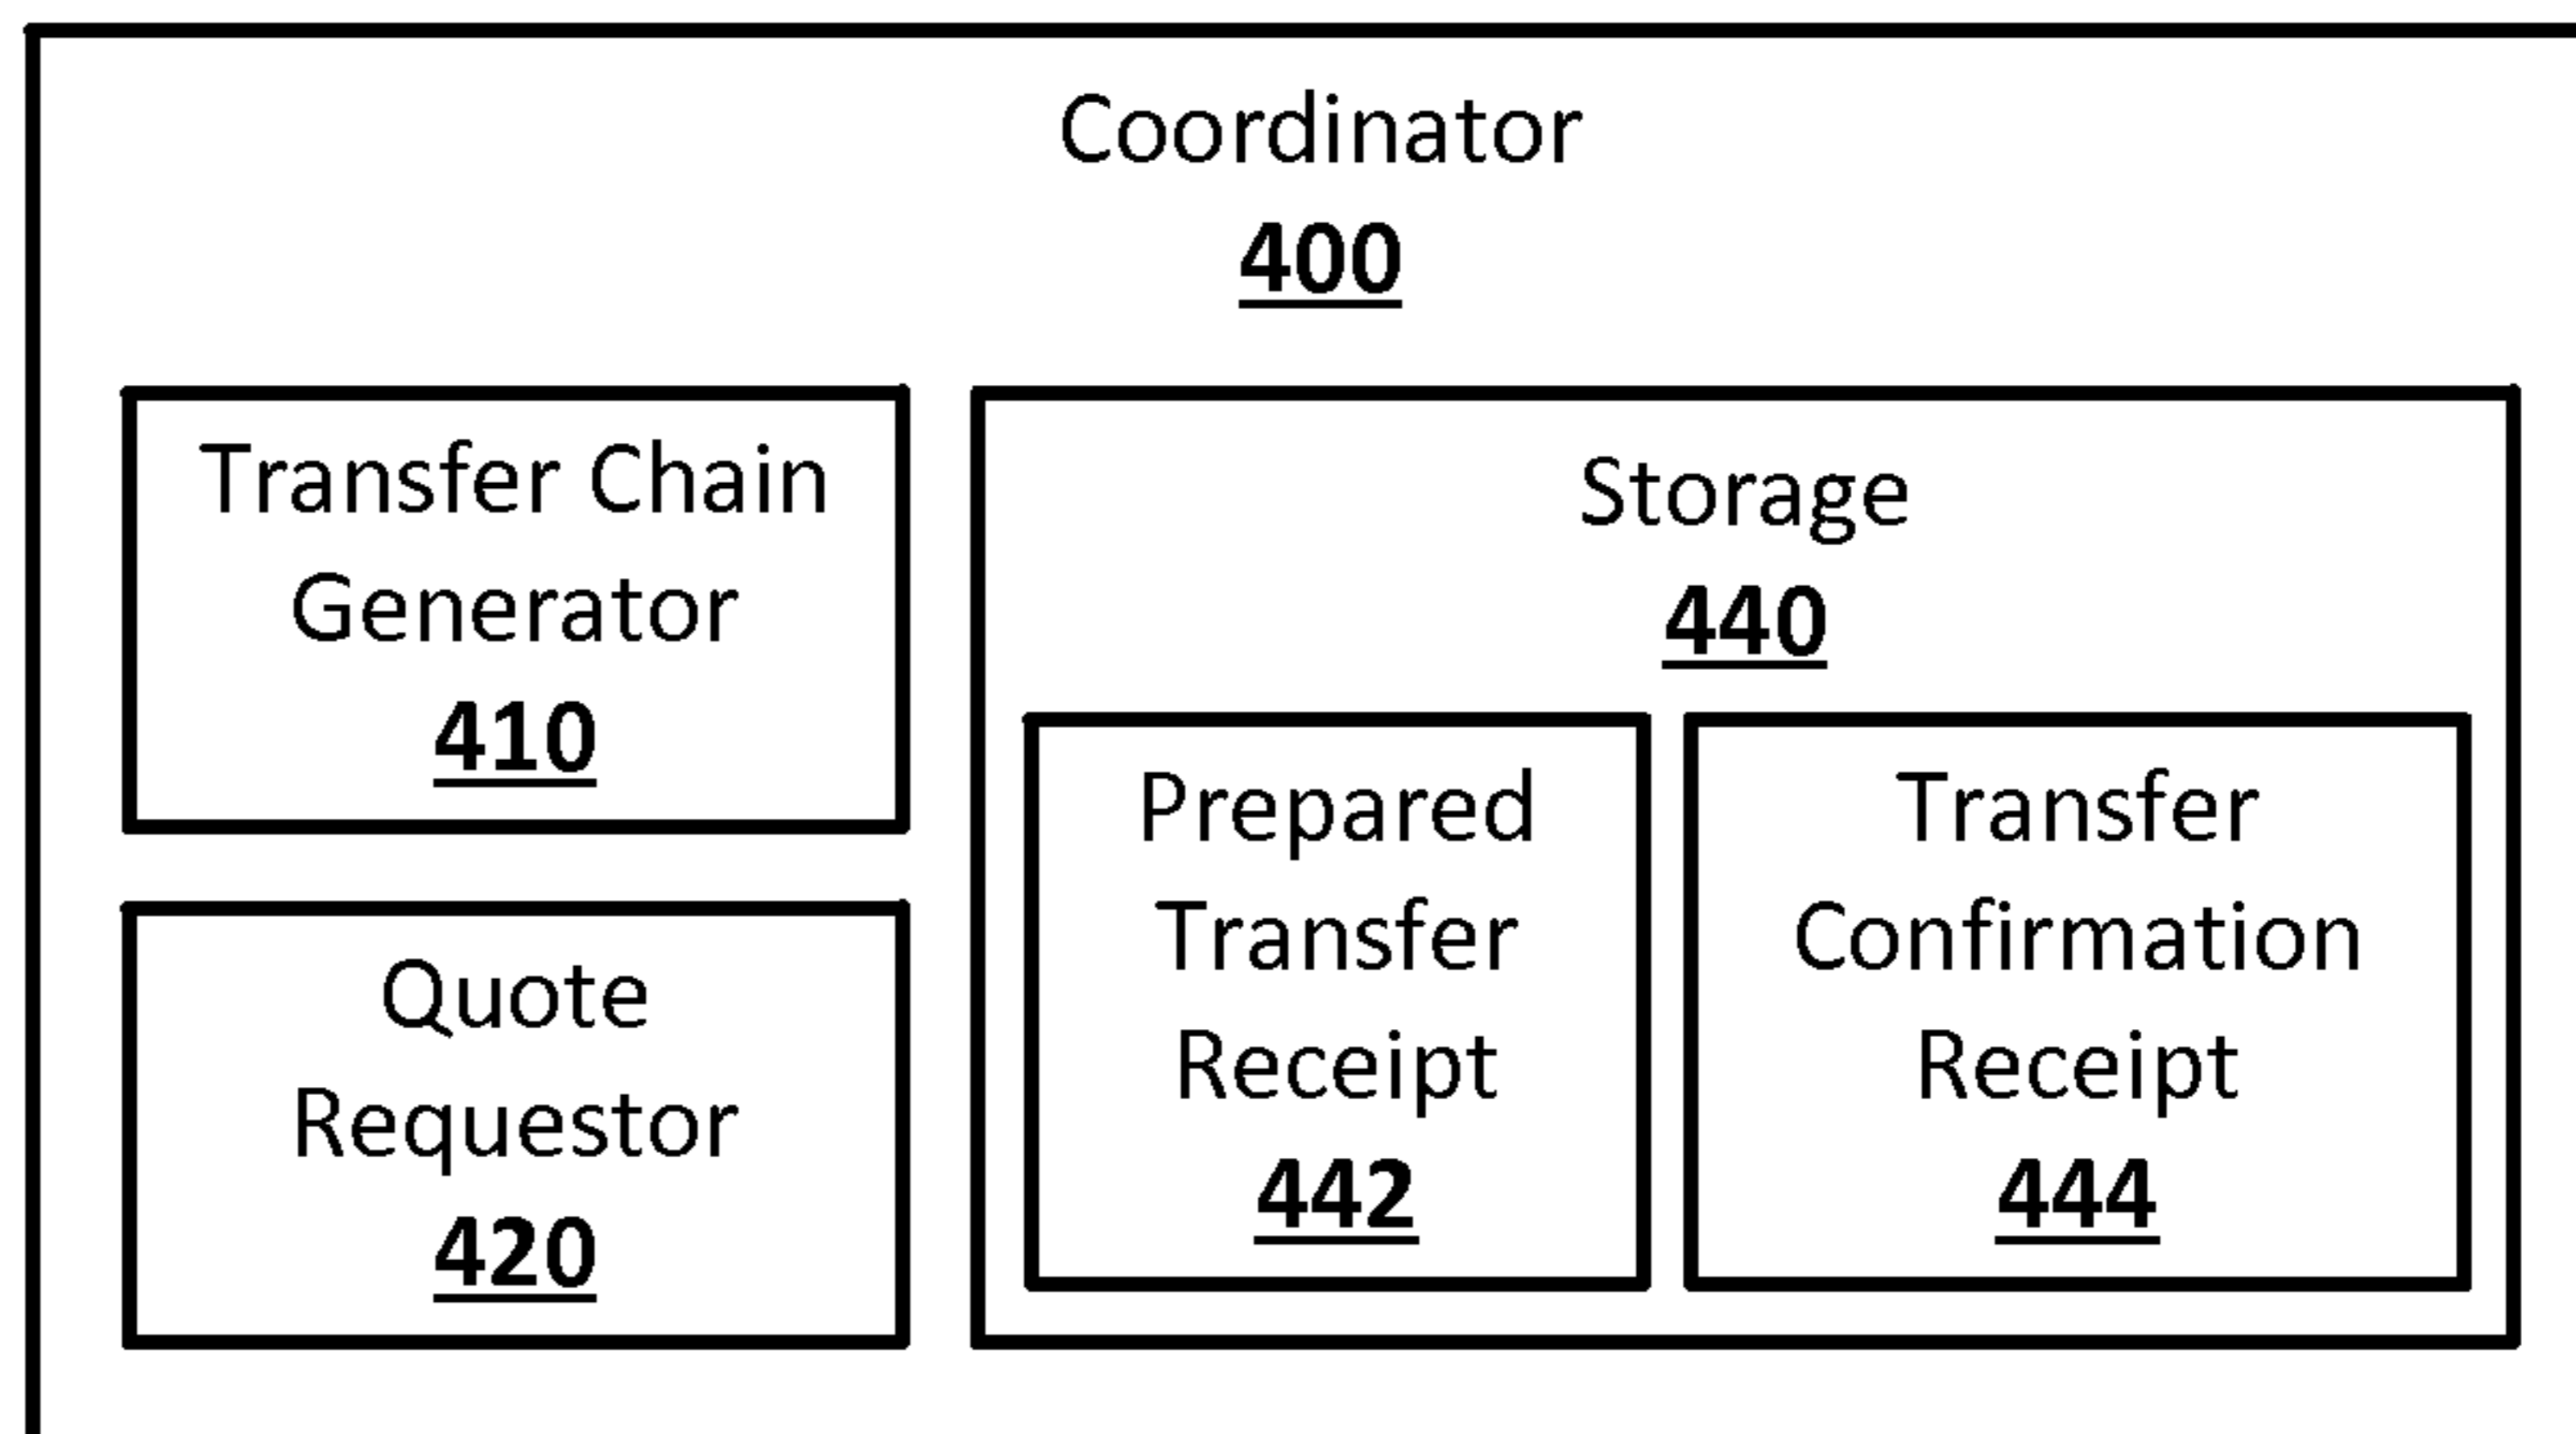 Coordinator
400
Transfer Chain
Generator
410
Quote
Requestor
420
Storage
440
Prepared
Transfer
Receipt
442
Transfer
Confirmation
Receipt
444